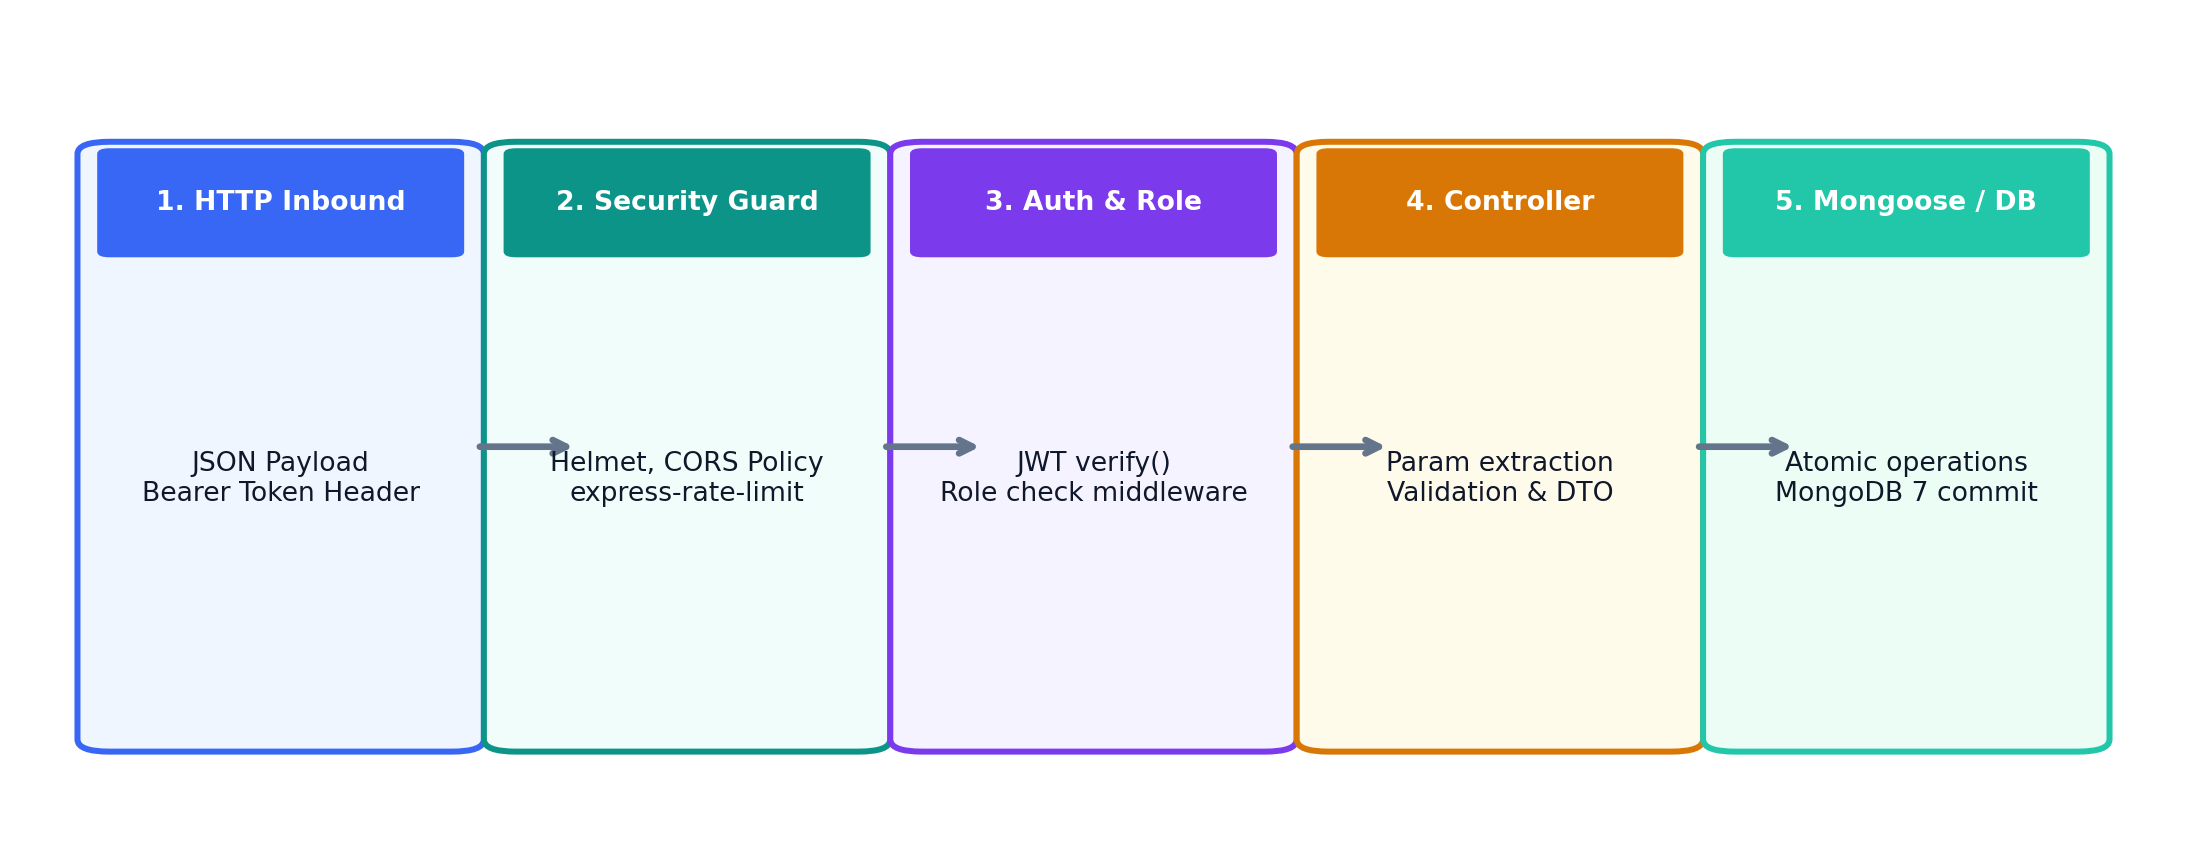 1. HTTP Inbound
JSON Payload
Bearer Token Header
2. Security Guard
Helmet, CORS Policy
express-rate-limit
3. Auth & Role
JWT verify()
Role check middleware
4. Controller
Param extraction
Validation & DTO
5. Mongoose / DB
Atomic operations
MongoDB 7 commit